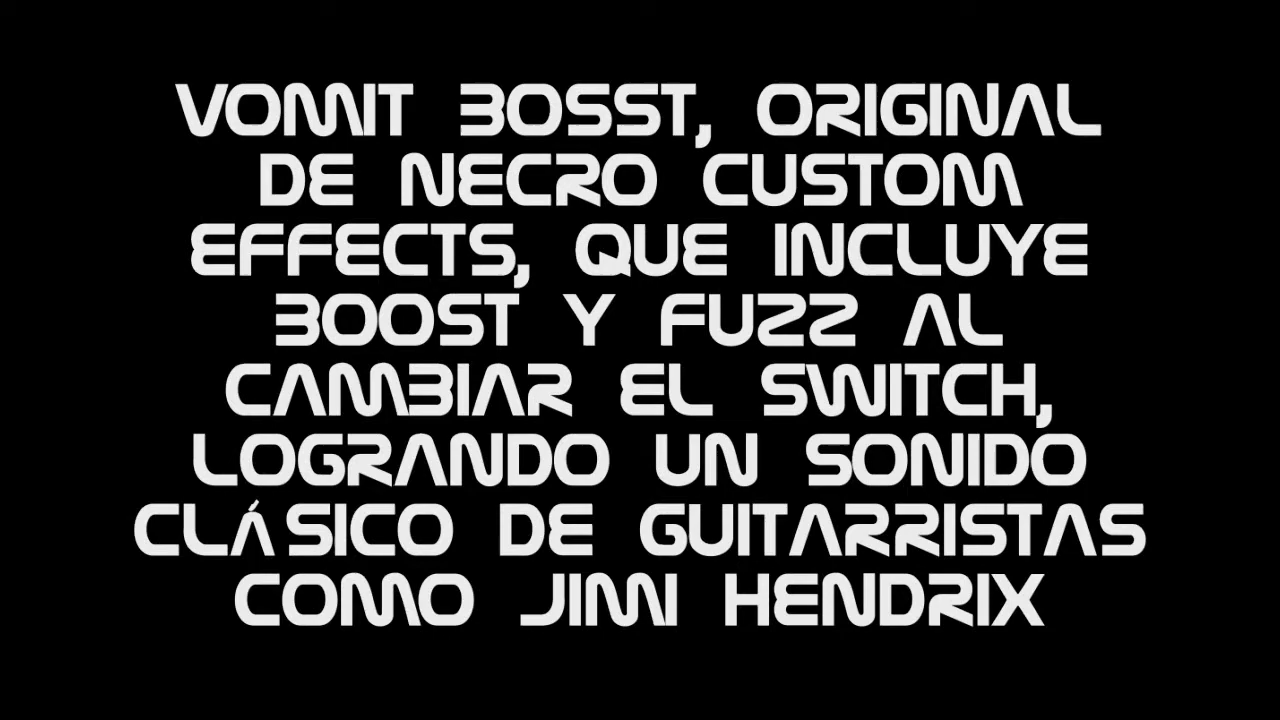 VOMIT BOSST, ORIGINAL
DE NECRO CUSTOM
EFFECTS, QUE INCLUYE
BOOST Y FUZZ AL
CAMBIAR EL SWITCH,
LOGRANDO UN SONIDO
CLÁSICO DE GUITARRISTAS
COMO JIMI HENDRIX